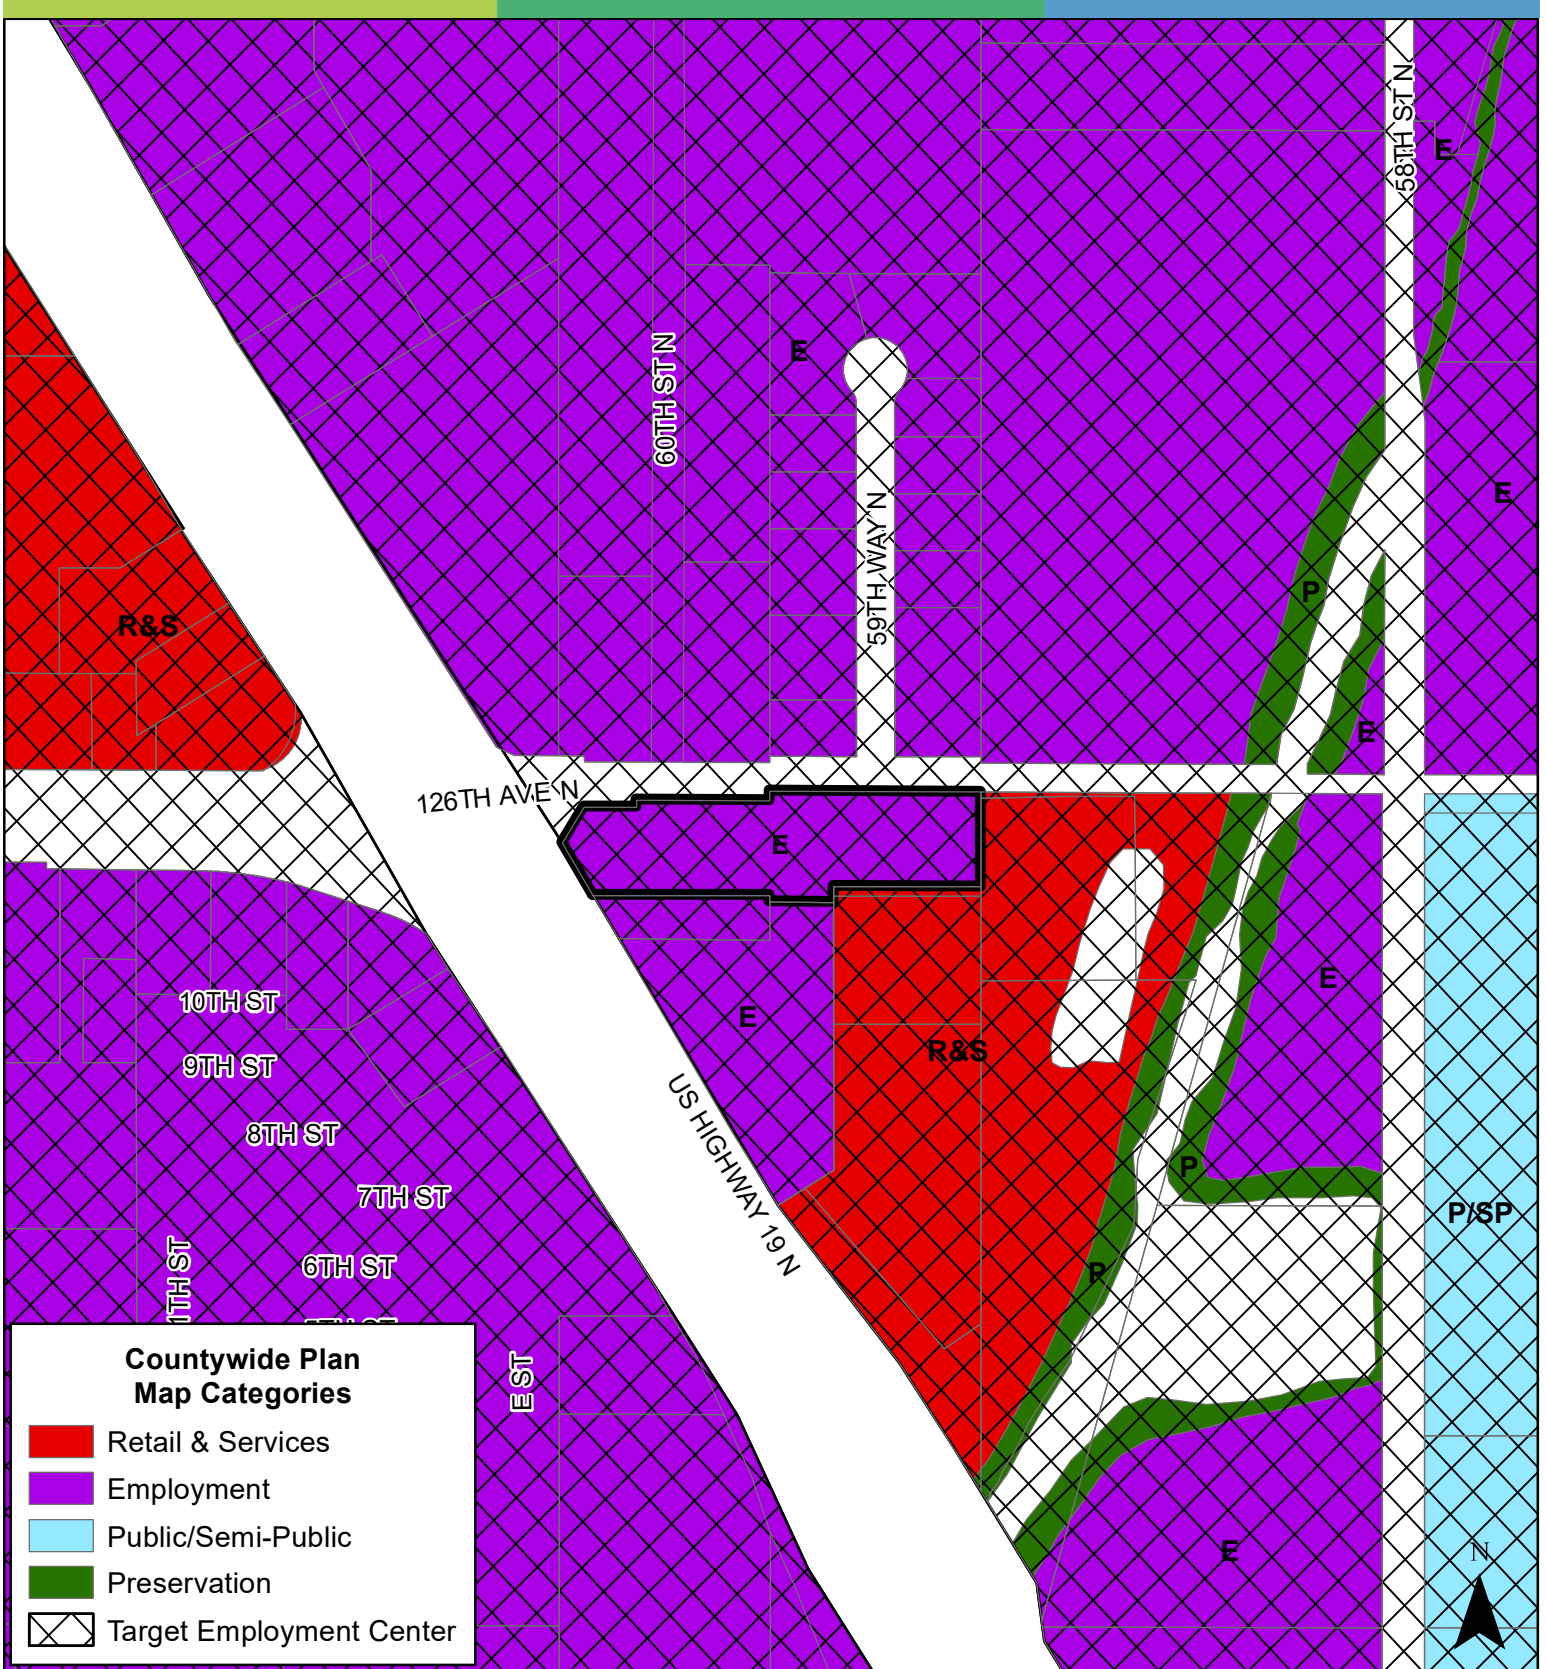 58TH ST N
E
E
60TH ST N
E
59TH WAY N
P
R&S
E
126TH AVE N
E
E
10TH ST
E
R&S
9TH ST
US HIGHWAY 19 N
8TH ST
P
7TH ST
P/SP
6TH ST
P
E ST
E
N
Countywide Plan
Map Categories
Retail & Services
Employment
Public/Semi-Public
Preservation
Target Employment Center